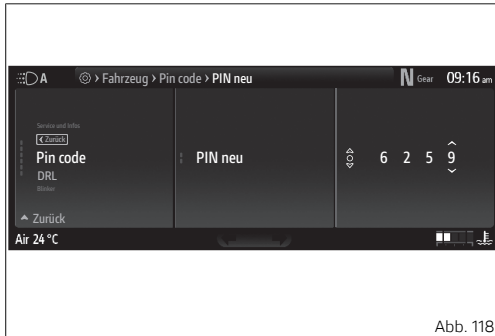 A
› Fahrzeug › Pin code › PIN neu
N Gear 09:16 am
Service and Infos
Zurück
Pin code
DRL
Blinker
Zurück
PIN neu
6 2 5 9
Air 24 °C
Abb. 118